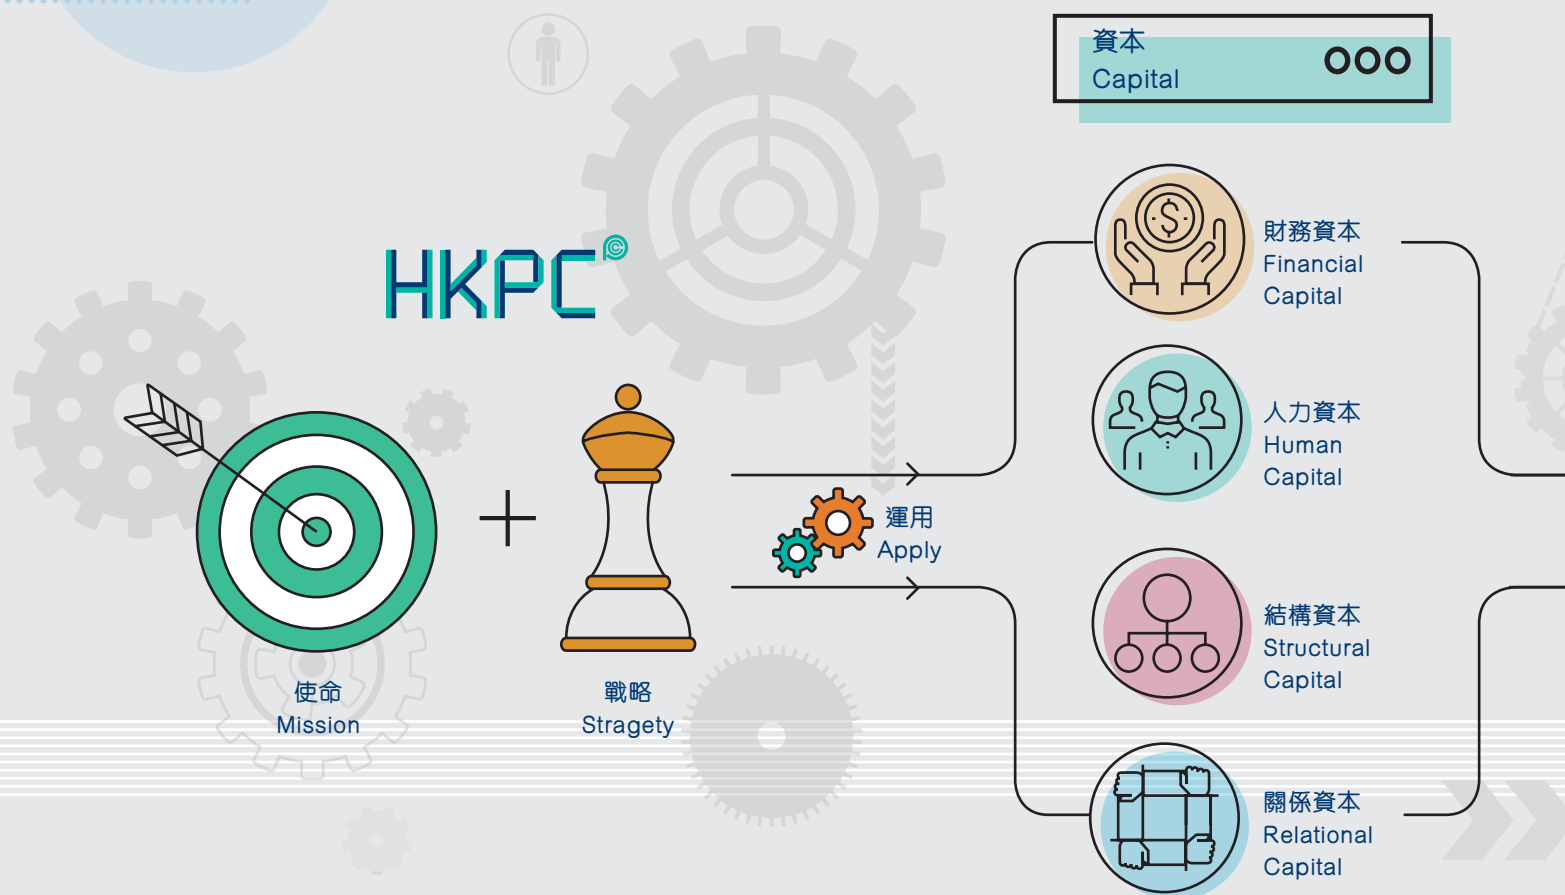 資本
Capital
HKPC
財務資本
Financial
Capital
人力資本
Human
Capital
運用
Apply
結構資本
Structural
Capital
使命
Mission
戰略
Stragety
關係資本
Relational
Capital